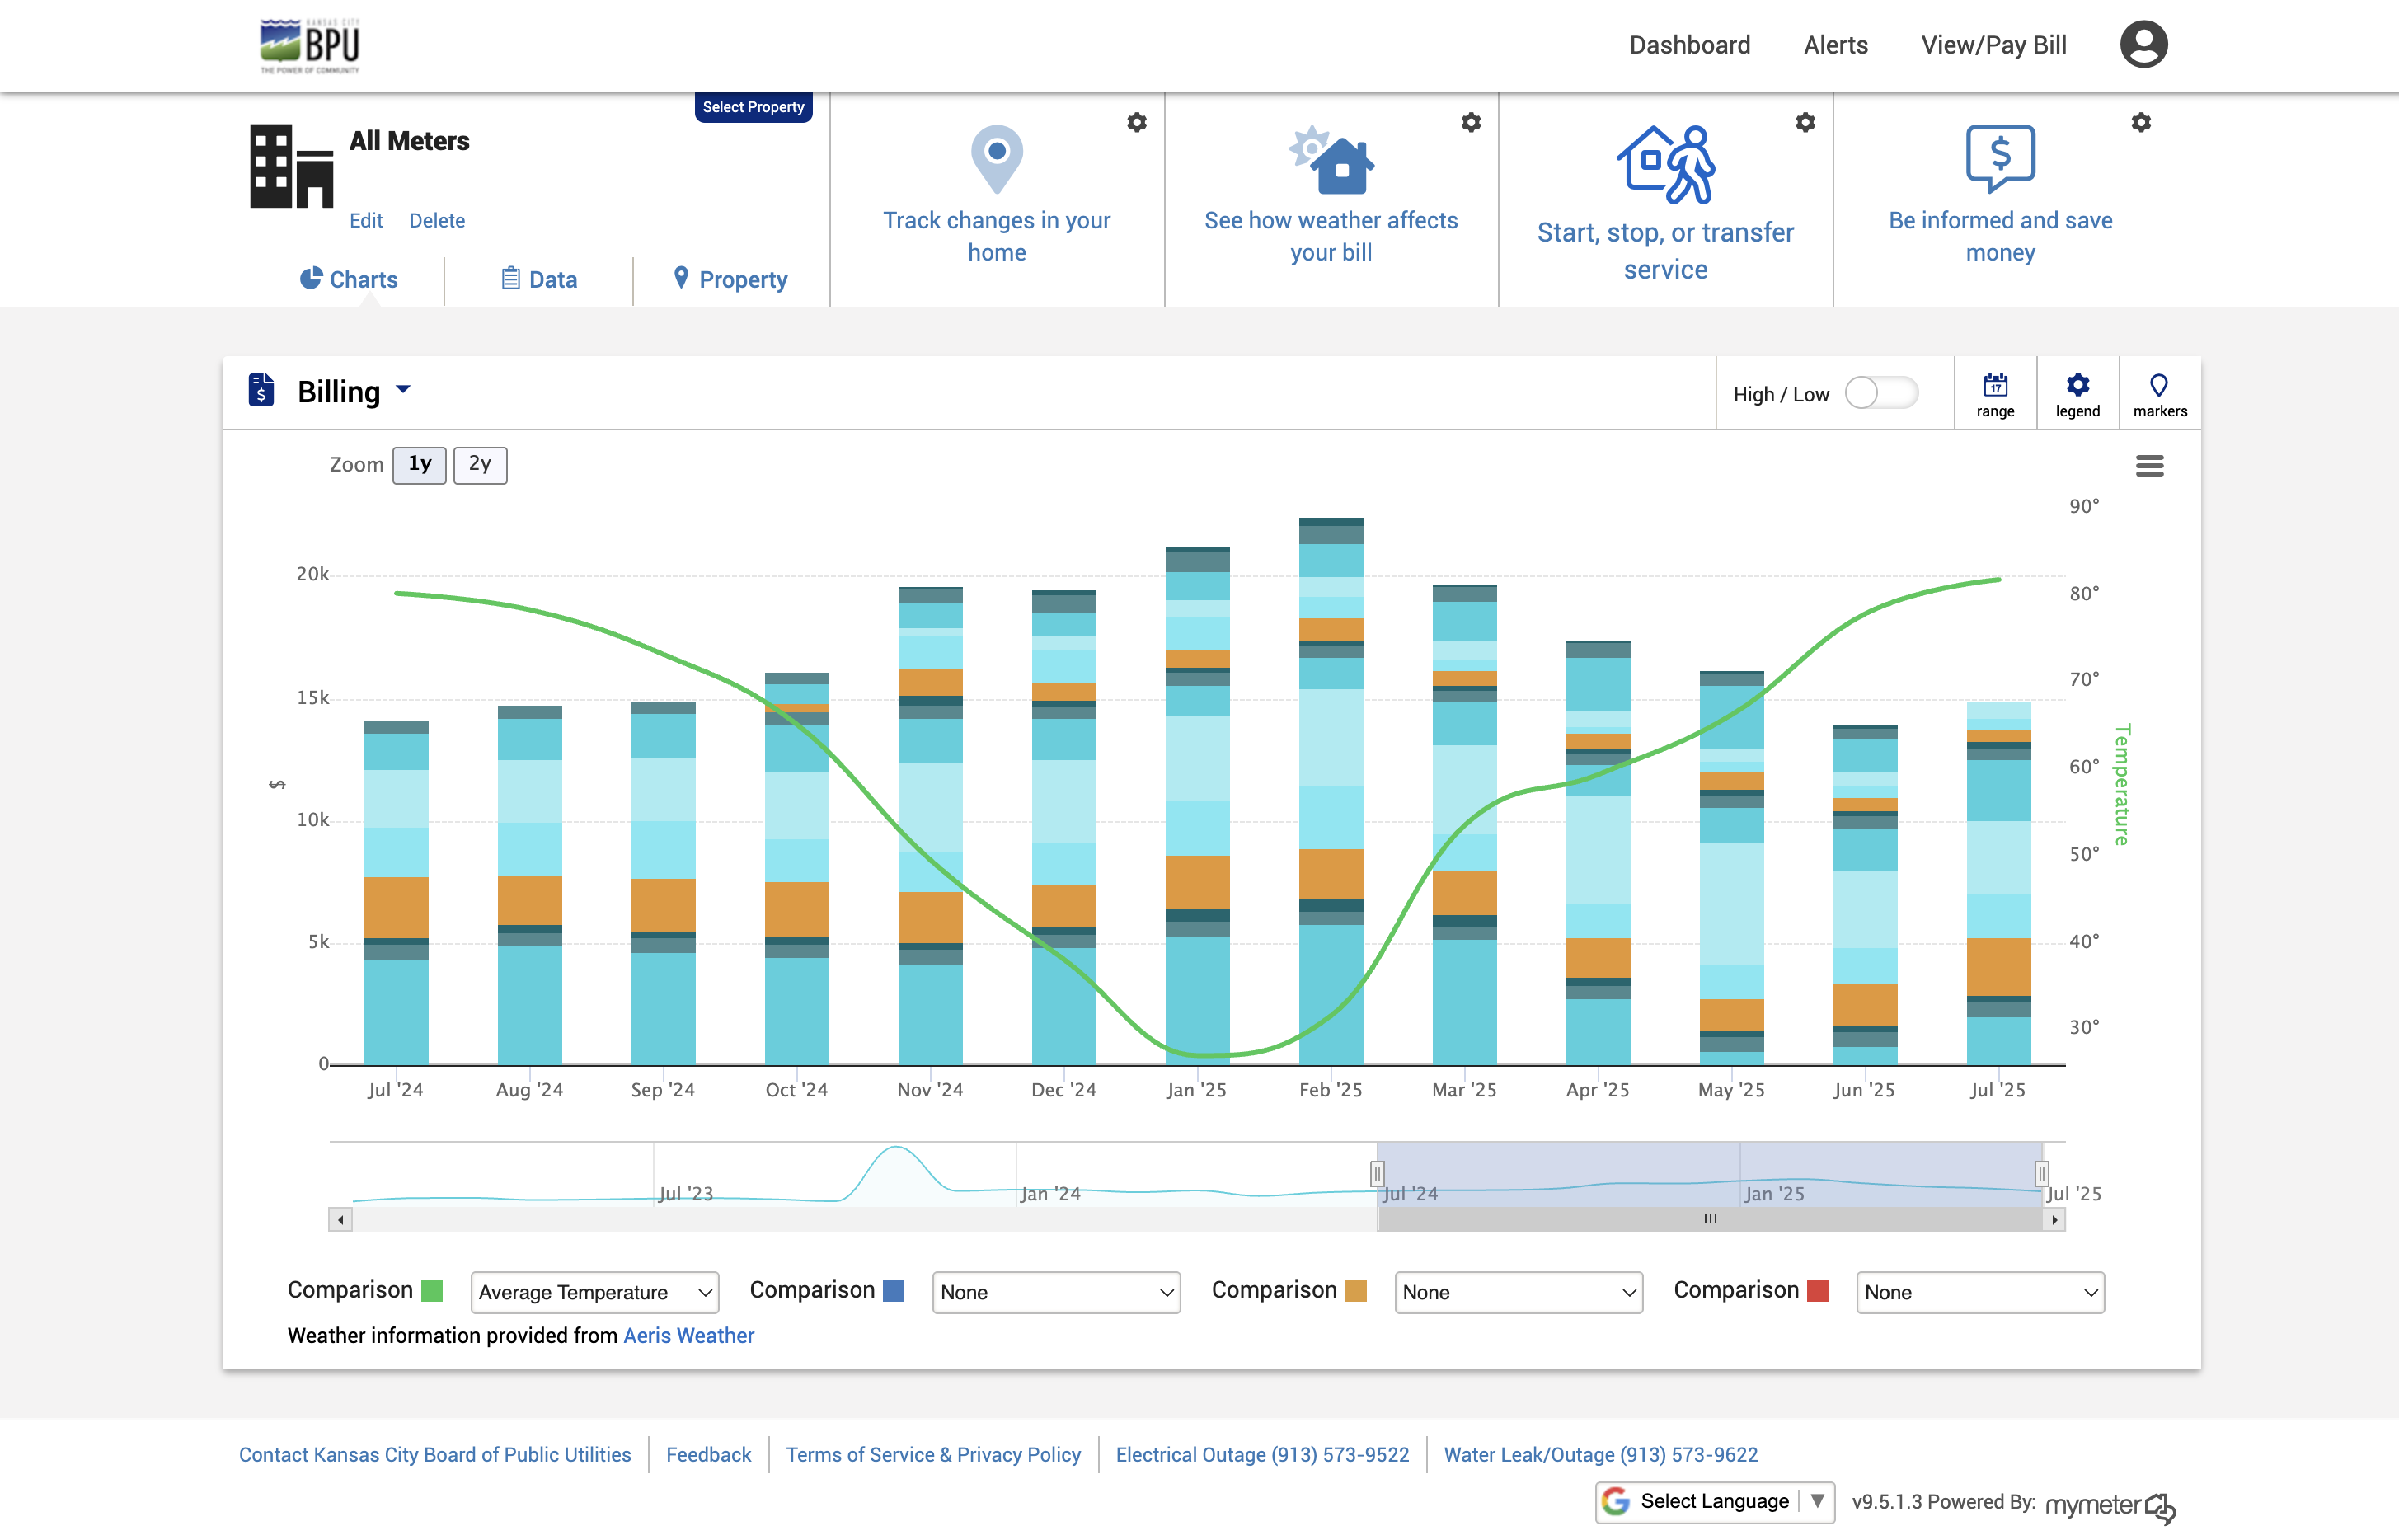 KANSAS CITY
BPU
THE POWER OF COMMUNITY
Dashboard
Alerts
View/Pay Bill
Select Property
All Meters
Edit
Delete
Charts
Data
Property
Track changes in your
home
See how weather affects
your bill
Start, stop, or transfer
service
$
Be informed and save
money
$
Billing
High / Low
17
range
legend
markers
Zoom
1y
2y
20k
15k
10k
5k
0
$
90°
80°
70°
60°
50°
40°
30°
Temperature
Jul '24
Aug '24
Sep '24
Oct '24
Nov '24
Dec '24
Jan '25
Feb '25
Mar '25
Apr '25
May '25
Jun '25
Jul '25
Jul '23
Jan '24
Jul '24
Jan '25
Jul '25
Comparison
Average Temperature
Comparison
None
Comparison
None
Comparison
None
Weather information provided from Aeris Weather
Contact Kansas City Board of Public Utilities
Feedback
Terms of Service & Privacy Policy
Electrical Outage (913) 573-9522
Water Leak/Outage (913) 573-9622
G Select Language ▼
v9.5.1.3 Powered By: mymeter